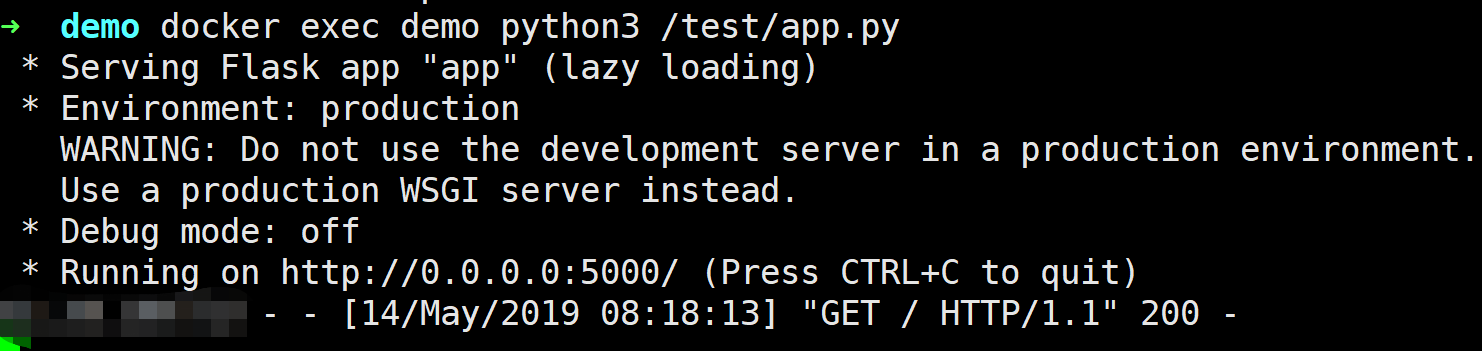 ➜ demo docker exec demo python3 /test/app.py
* Serving Flask app "app" (lazy loading)
* Environment: production
WARNING: Do not use the development server in a production environment.
Use a production WSGI server instead.
* Debug mode: off
* Running on http://0.0.0.0:5000/ (Press CTRL+C to quit)
- - [14/May/2019 08:18:13] "GET / HTTP/1.1" 200 -